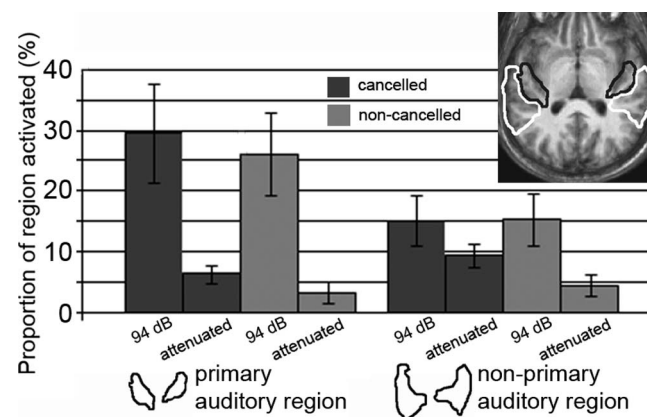 Proportion of region activated (%)
40
30
20
10
0
cancelled
non-cancelled
94 dB
attenuated
94 dB
attenuated
94 dB
attenuated
94 dB
attenuated
primary
auditory region
non-primary
auditory region